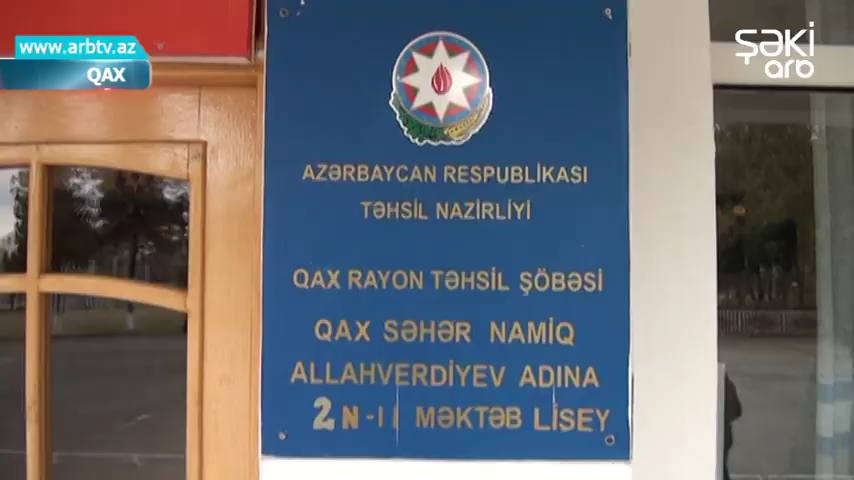 www.arbtv.az
QAX
şəki
arb
AZƏRBAYCAN RESPUBLİKASI
TƏHSİL NAZİRLİYİ
QAX RAYON TƏHSİL ŞÖBƏSİ
QAX SƏHƏR NAMİQ
ALLAHVERDİYEV ADINA
2 N-Lİ MƏKTƏB LİSEY